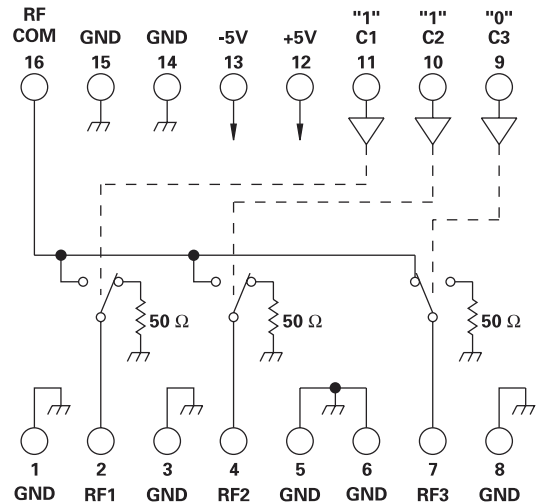 RF "1" "1" "0"
COM GND GND -5V +5V C1 C2 C3
16 15 14 13 12 11 10 9
50 Ω 50 Ω 50 Ω
1 2 3 4 5 6 7 8
GND RF1 GND RF2 GND GND RF3 GND